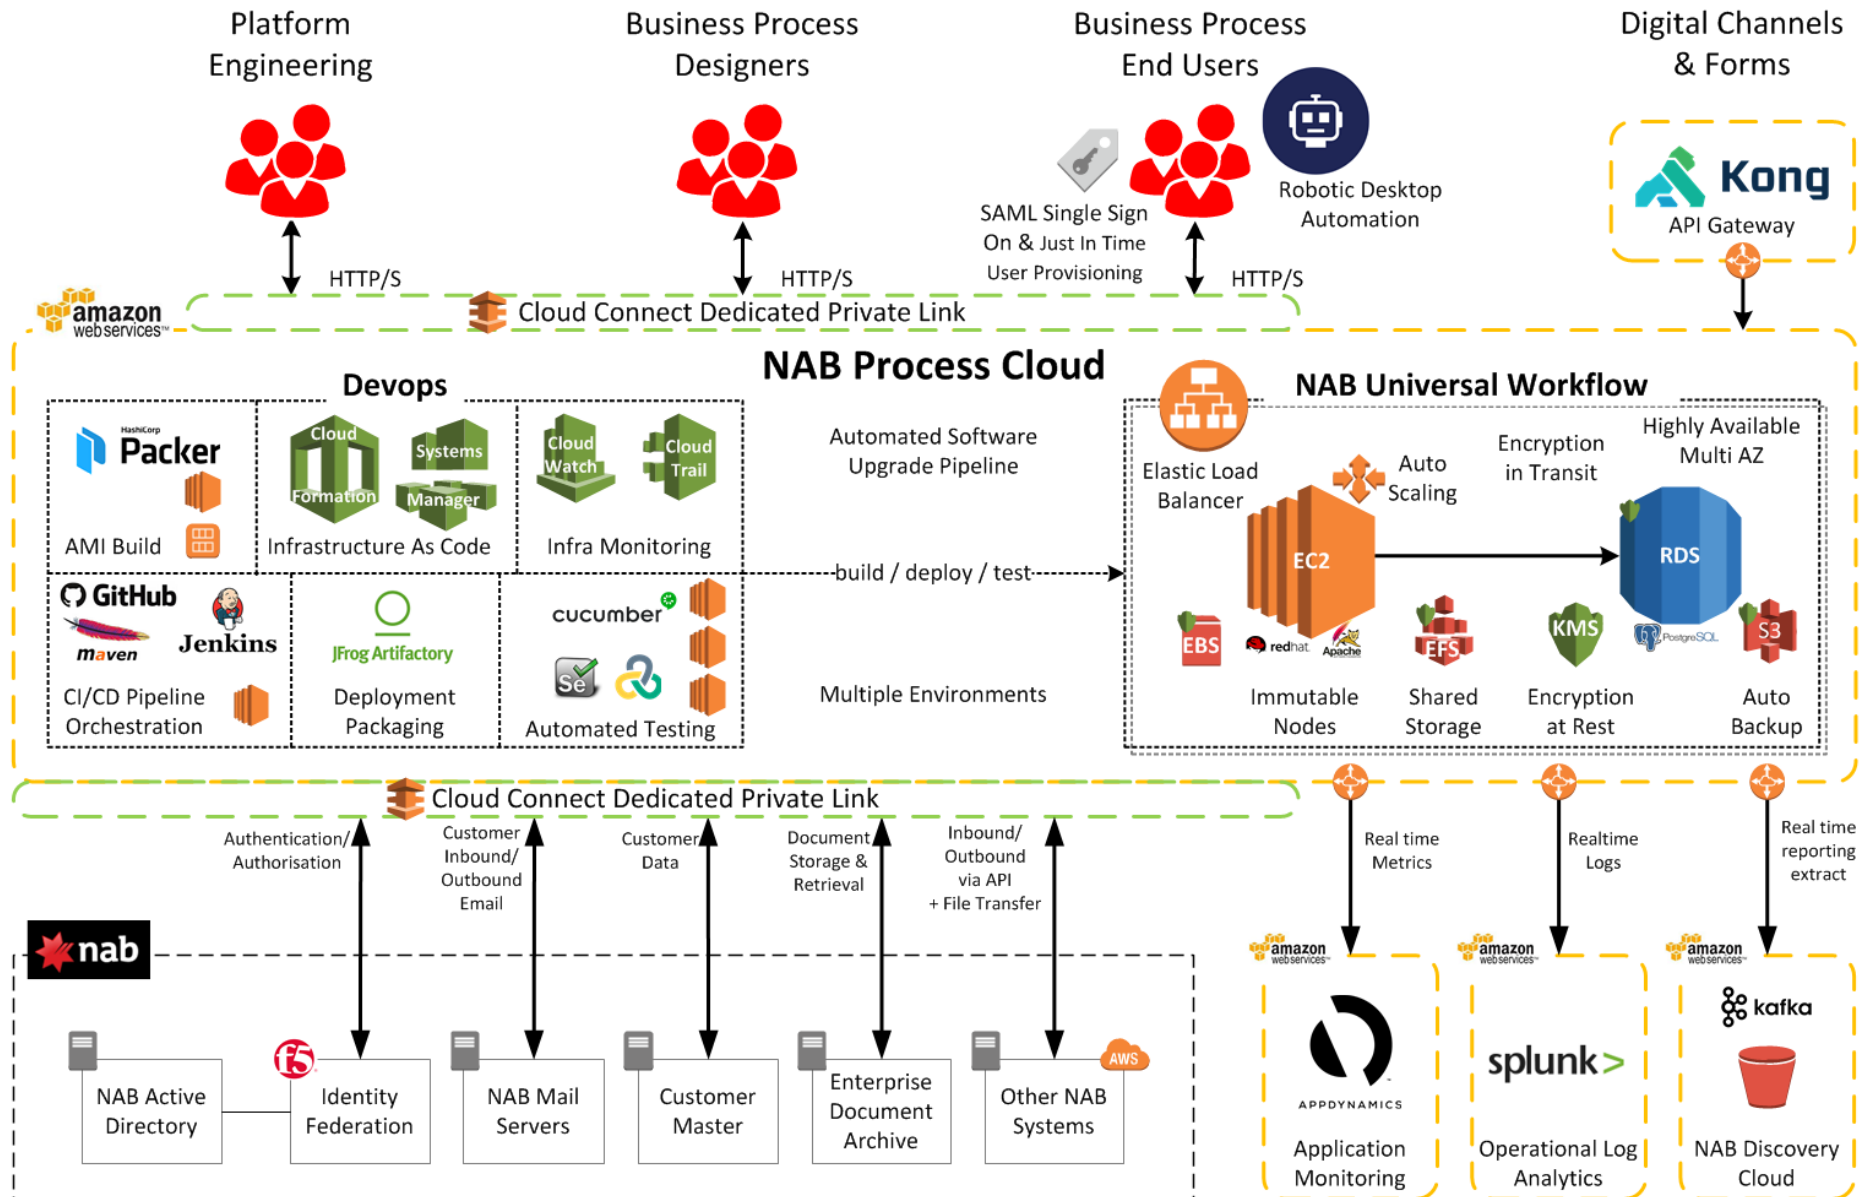 Platform
Engineering
Business Process
Designers
Business Process
End Users
Digital Channels
& Forms
SAML Single Sign
On & Just In Time
User Provisioning
Robotic Desktop
Automation
Kong
API Gateway
HTTP/S
HTTP/S
HTTP/S
amazon
web services™
Cloud Connect Dedicated Private Link
NAB Process Cloud
Devops
HashiCorp
Packer
AMI Build
Cloud
Formation
Systems
Manager
Infrastructure As Code
Cloud
Watch
Cloud
Trail
Infra Monitoring
GitHub
maven
Jenkins
CI/CD Pipeline
Orchestration
JFrog Artifactory
Deployment
Packaging
cucumber
Se
Automated Testing
Automated Software
Upgrade Pipeline
build / deploy / test
Multiple Environments
NAB Universal Workflow
Elastic Load
Balancer
Auto
Scaling
Encryption
in Transit
Highly Available
Multi AZ
EC2
RDS
EBS
redhat
Apache
EFS
KMS
PostgreSQL
S3
Immutable
Nodes
Shared
Storage
Encryption
at Rest
Auto
Backup
Cloud Connect Dedicated Private Link
Authentication/
Authorisation
Customer
Inbound/
Outbound
Email
Customer
Data
Document
Storage &
Retrieval
Inbound/
Outbound
via API
+ File Transfer
Real time
Metrics
Realtime
Logs
Real time
reporting
extract
nab
NAB Active
Directory
f5
Identity
Federation
NAB Mail
Servers
Customer
Master
Enterprise
Document
Archive
AWS
Other NAB
Systems
amazon
web services™
APPDYNAMICS
Application
Monitoring
amazon
web services™
splunk>
Operational Log
Analytics
amazon
web services™
kafka
NAB Discovery
Cloud